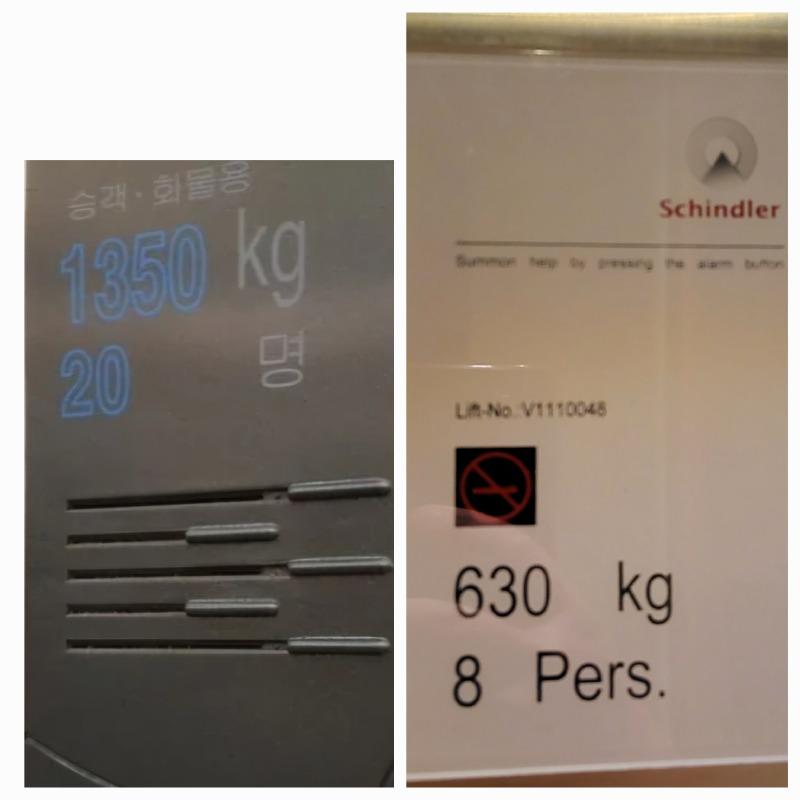 승객·화물용
1350 kg
20 명
Schindler
Summon help by pressing the alarm button
Lift-No.:V1110048
630 kg
8 Pers.